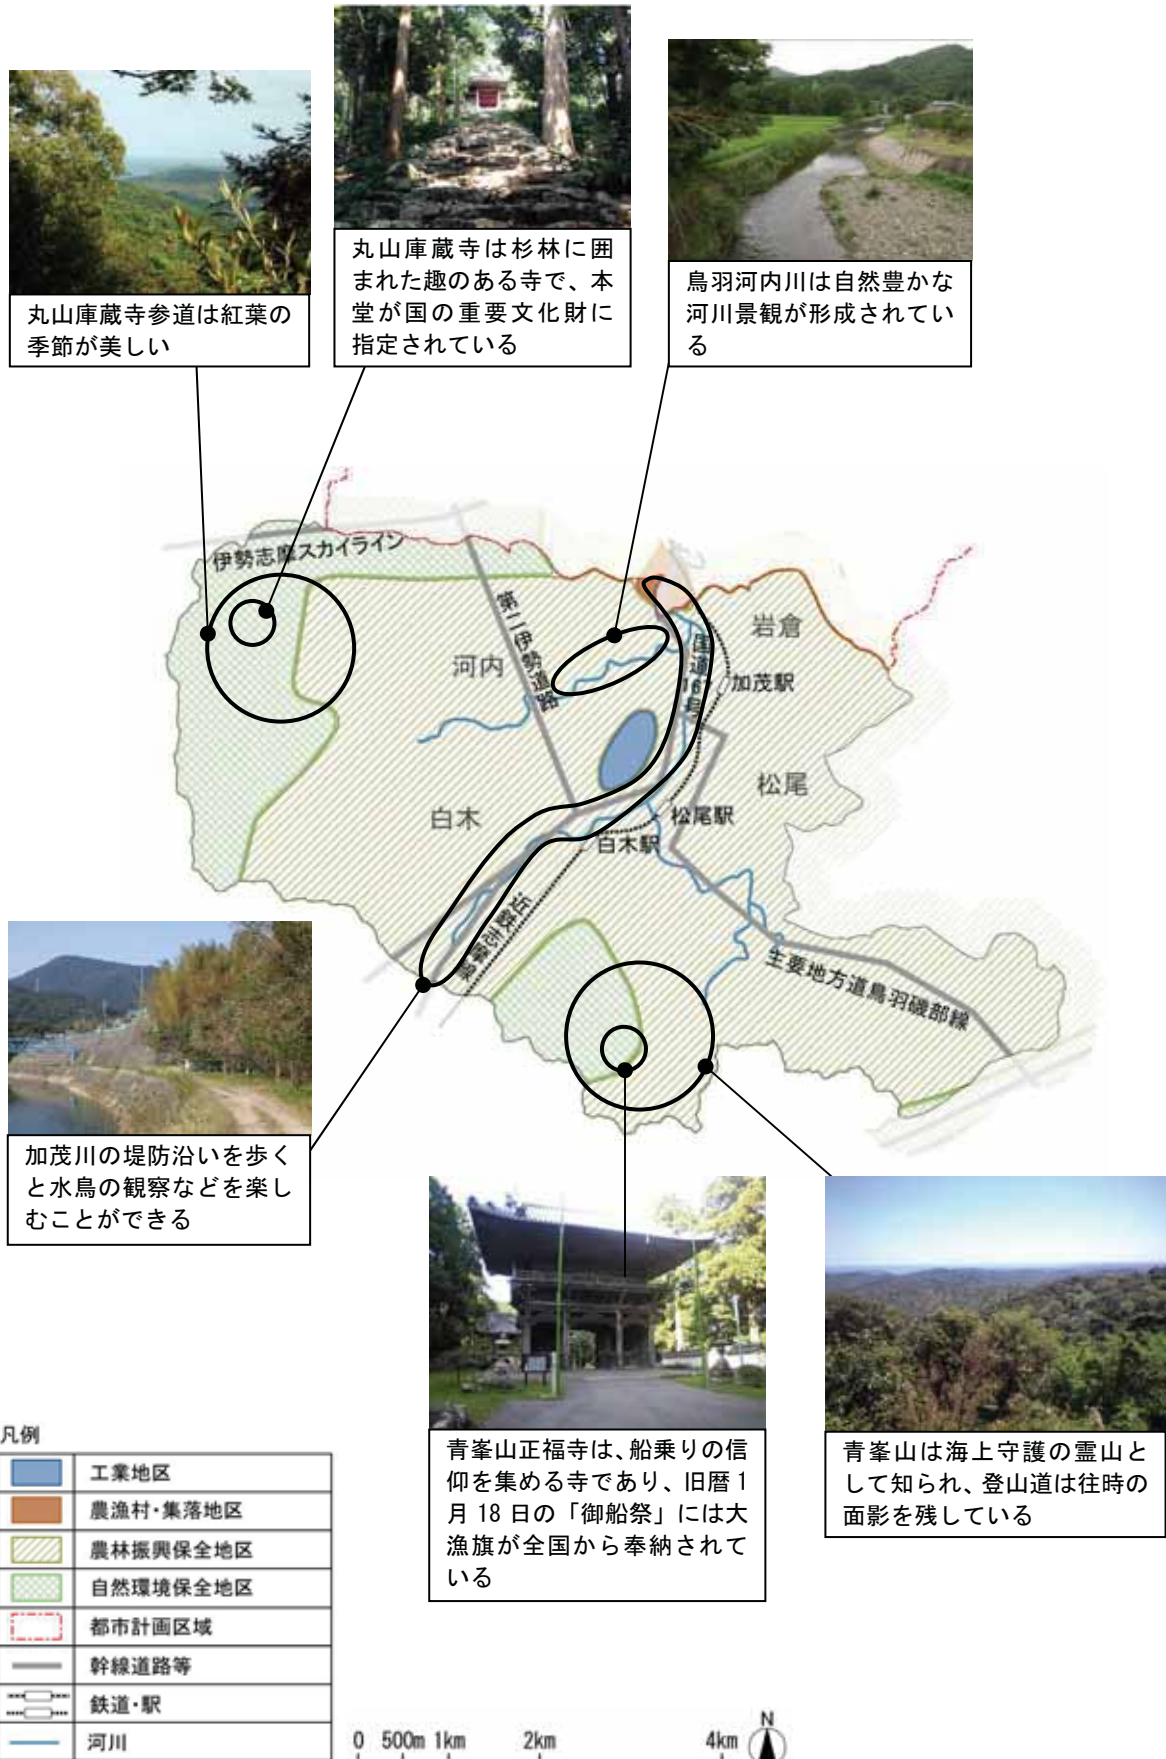 丸山庫蔵寺参道は紅葉の
季節が美しい
丸山庫蔵寺は杉林に囲
まれた趣のある寺で、本
堂が国の重要文化財に
指定されている
鳥羽河内川は自然豊かな
河川景観が形成されてい
る
伊勢志摩スカイライン
第二伊勢道路
河内
国道167号
岩倉
加茂駅
松尾
白木
松尾駅
白木駅
近鉄志摩線
主要地方道鳥羽磯部線
加茂川の堤防沿いを歩く
と水鳥の観察などを楽し
むことができる
青峯山正福寺は、船乗りの信
仰を集める寺であり、旧暦1
月18日の「御船祭」には大
漁旗が全国から奉納されて
いる
青峯山は海上守護の霊山と
して知られ、登山道は往時の
面影を残している
凡例
工業地区
農漁村・集落地区
農林振興保全地区
自然環境保全地区
都市計画区域
幹線道路等
鉄道・駅
河川
0 500m 1km 2km 4km
N